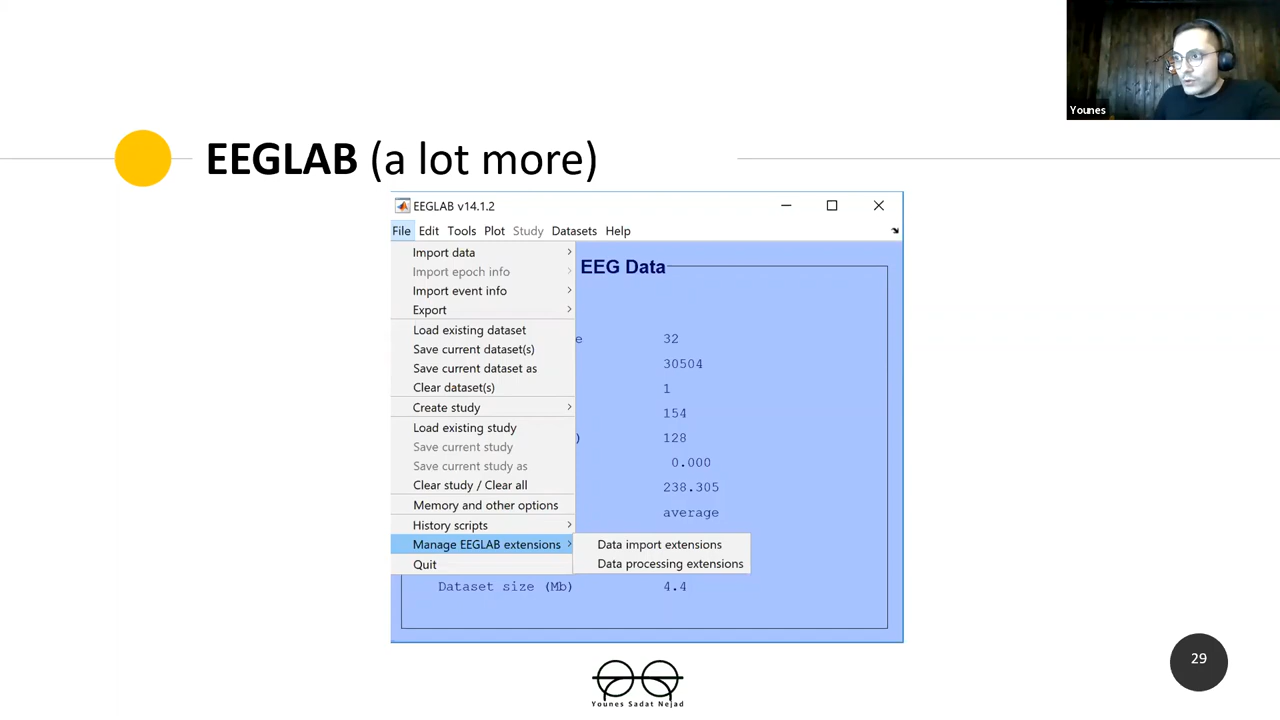 Younes
EEGLAB (a lot more)
EEGLAB v14.1.2
File Edit Tools Plot Study Datasets Help
Import data
Import epoch info
Import event info
Export
Load existing dataset
Save current dataset(s)
Save current dataset as
Clear dataset(s)
Create study
Load existing study
Save current study
Save current study as
Clear study / Clear all
Memory and other options
History scripts
Manage EEGLAB extensions
Quit
Data import extensions
Data processing extensions
EEG Data
e 32
30504
1
154
) 128
0.000
238.305
average
Dataset size (Mb) 4.4
Younes Sadat Nejad
29